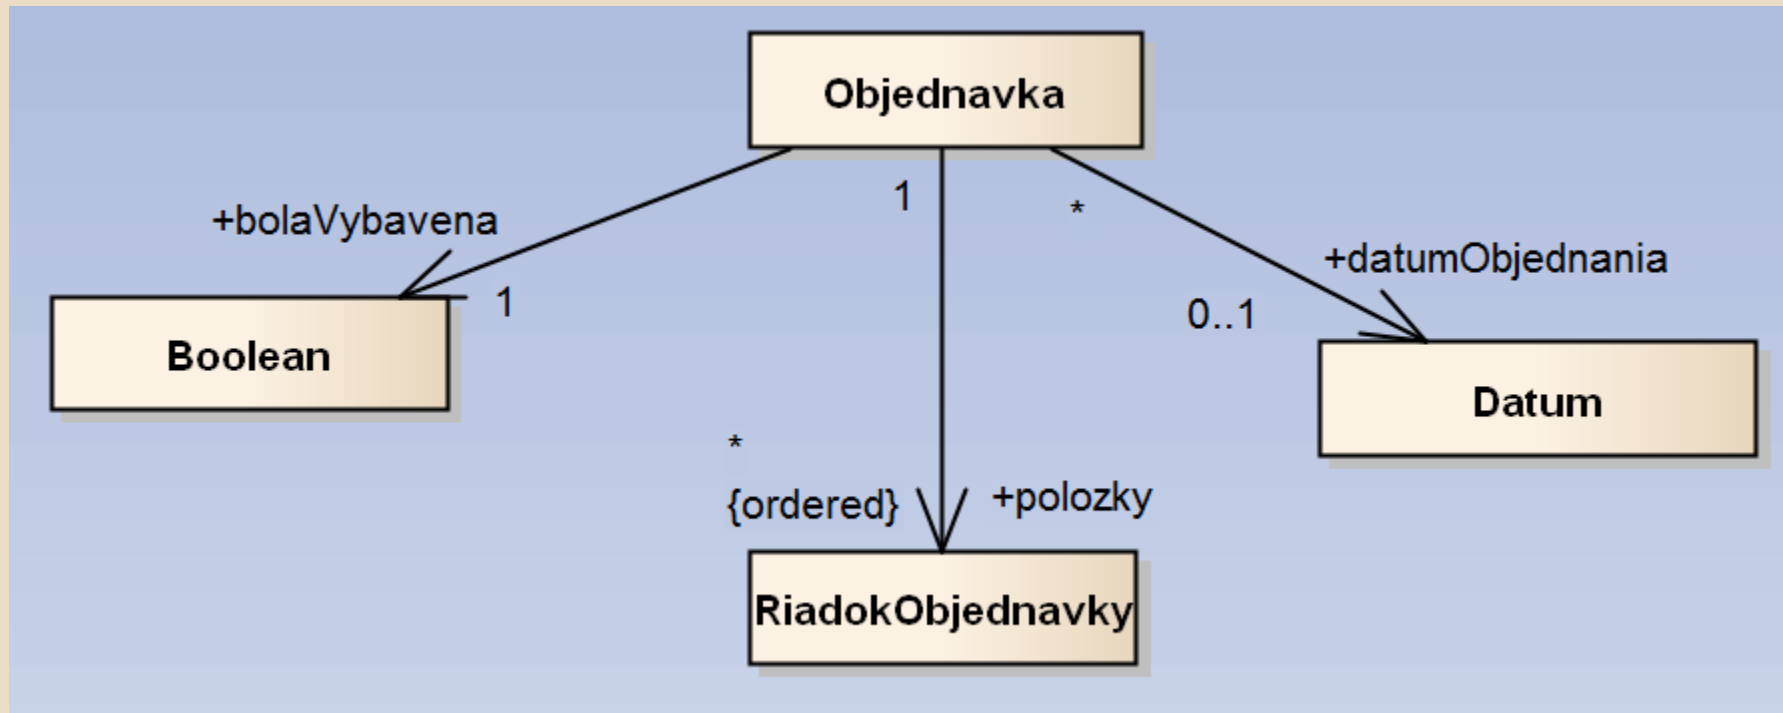 Objednavka
1
*
+bolaVybavena
1
Boolean
+datumObjednania
0..1
Datum
*
{ordered}
+polozky
RiadokObjednavky